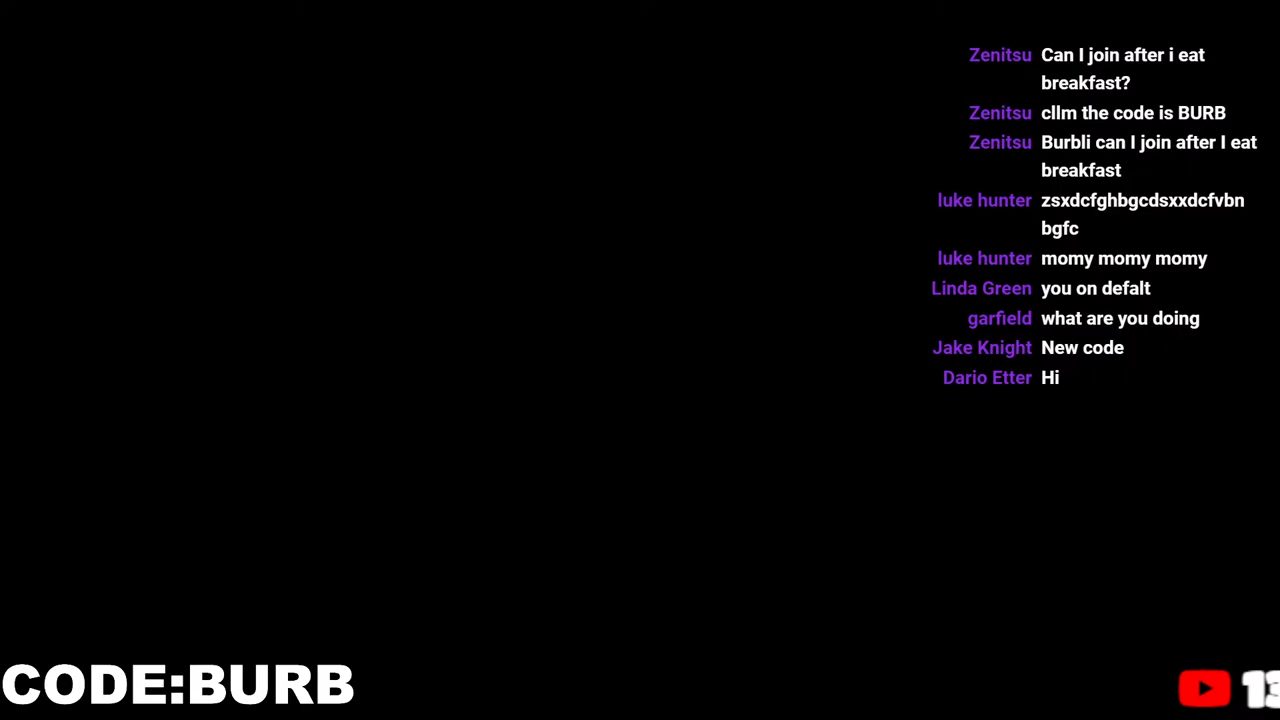 Zenitsu Can I join after i eat
breakfast?
Zenitsu cllm the code is BURB
Zenitsu Burbli can I join after I eat
breakfast
luke hunter zsxdcfghbgcdsxxdcfvbn
bgfc
luke hunter momy momy momy
Linda Green you on defalt
garfield what are you doing
Jake Knight New code
Dario Etter Hi
CODE:BURB